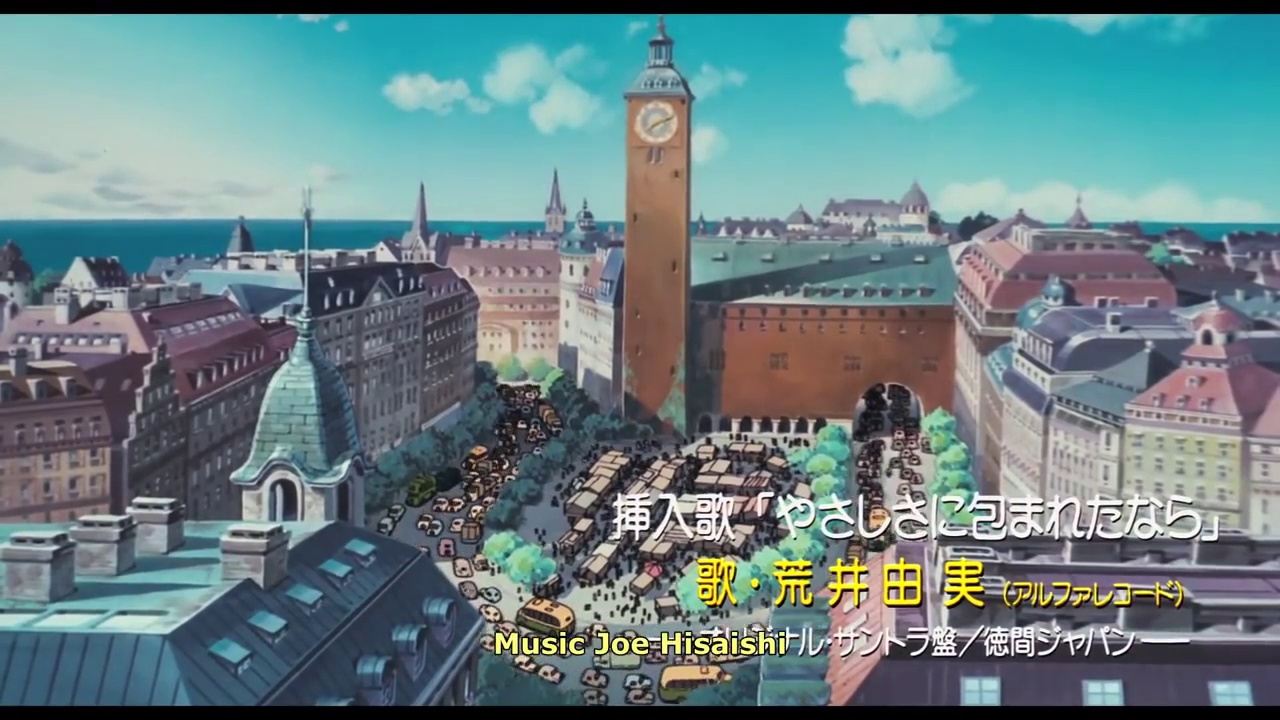 挿入歌「やさしさに包まれたなら」
歌・荒井由実(アルファレコード)
ナル・サントラ盤/徳間ジャパン
Music Joe Hisaishi